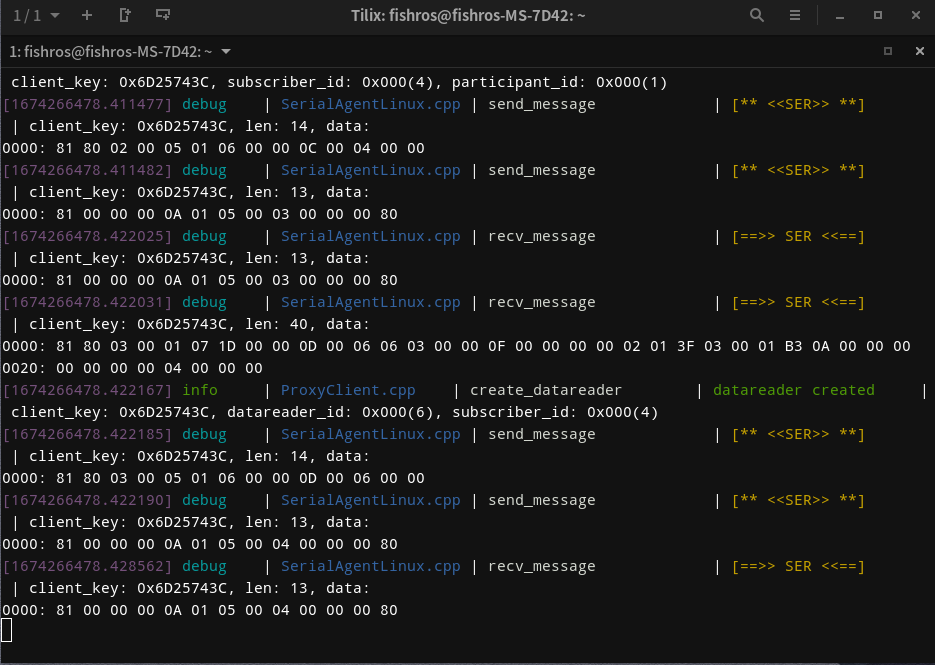 1 / 1
Tilix: fishros@fishros-MS-7D42: ~
1: fishros@fishros-MS-7D42: ~
client_key: 0x6D25743C, subscriber_id: 0x000(4), participant_id: 0x000(1)
[1674266478.411477] debug    | SerialAgentLinux.cpp | send_message             | [** <<SER>> **]
| client_key: 0x6D25743C, len: 14, data:
0000: 81 80 02 00 05 01 06 00 00 0C 00 04 00 00
[1674266478.411482] debug    | SerialAgentLinux.cpp | send_message             | [** <<SER>> **]
| client_key: 0x6D25743C, len: 13, data:
0000: 81 00 00 00 0A 01 05 00 03 00 00 00 80
[1674266478.422025] debug    | SerialAgentLinux.cpp | recv_message             | [==>> SER <<==]
| client_key: 0x6D25743C, len: 13, data:
0000: 81 00 00 00 0A 01 05 00 03 00 00 00 80
[1674266478.422031] debug    | SerialAgentLinux.cpp | recv_message             | [==>> SER <<==]
| client_key: 0x6D25743C, len: 40, data:
0000: 81 80 03 00 01 07 1D 00 00 0D 00 06 06 03 00 00 0F 00 00 00 00 02 01 3F 03 00 01 B3 0A 00 00 00
0020: 00 00 00 00 04 00 00 00
[1674266478.422167] info     | ProxyClient.cpp    | create_datareader        | datareader created     |
client_key: 0x6D25743C, datareader_id: 0x000(6), subscriber_id: 0x000(4)
[1674266478.422185] debug    | SerialAgentLinux.cpp | send_message             | [** <<SER>> **]
| client_key: 0x6D25743C, len: 14, data:
0000: 81 80 03 00 05 01 06 00 00 0D 00 06 00 00
[1674266478.422190] debug    | SerialAgentLinux.cpp | send_message             | [** <<SER>> **]
| client_key: 0x6D25743C, len: 13, data:
0000: 81 00 00 00 0A 01 05 00 04 00 00 00 80
[1674266478.428562] debug    | SerialAgentLinux.cpp | recv_message             | [==>> SER <<==]
| client_key: 0x6D25743C, len: 13, data:
0000: 81 00 00 00 0A 01 05 00 04 00 00 00 80